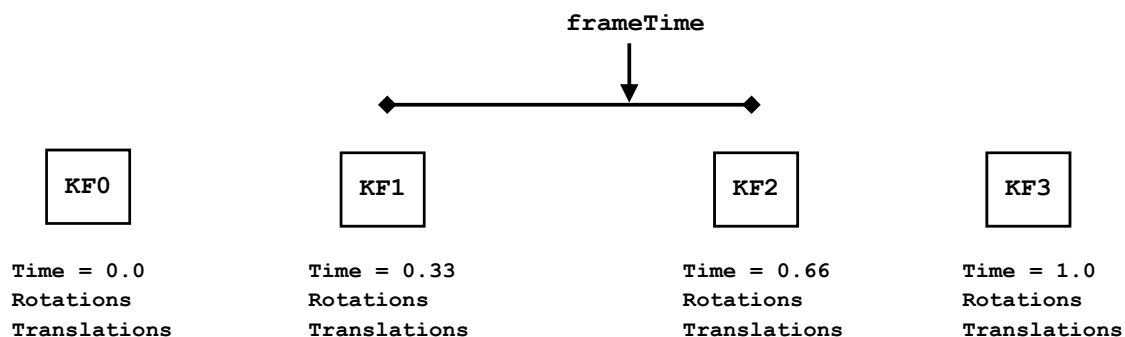 frameTime
KF0 KF1 KF2 KF3
Time = 0.0 Time = 0.33 Time = 0.66 Time = 1.0
Rotations Rotations Rotations Rotations
Translations Translations Translations Translations